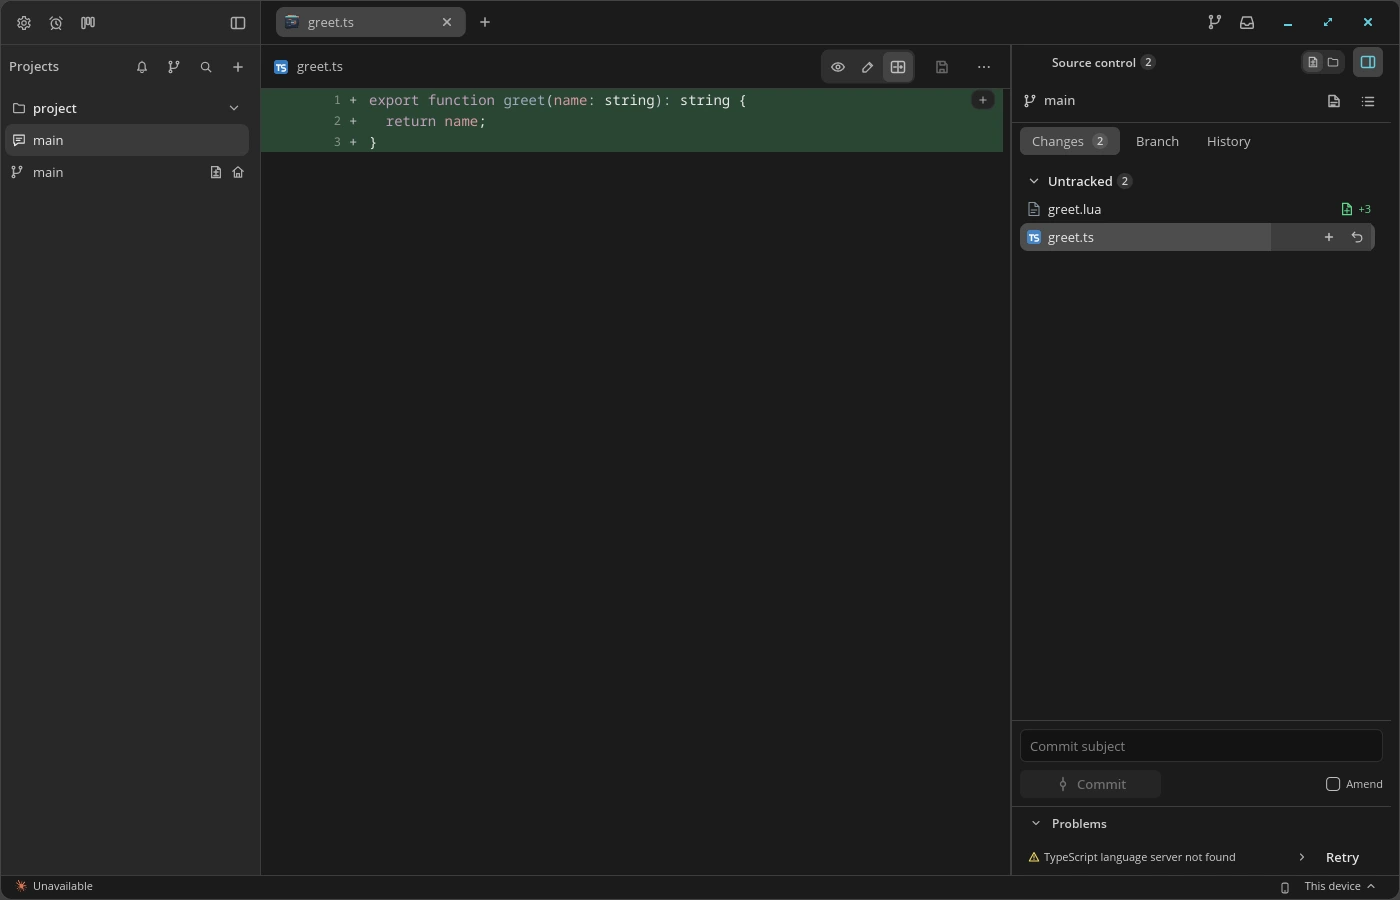 greet.ts
Projects
project
main
main
TS greet.ts
1 + export function greet(name: string): string {
2 +   return name;
3 + }
Source control 2
main
Changes 2 Branch History
Untracked 2
greet.lua +3
TS greet.ts
Commit subject
Commit Amend
Problems
TypeScript language server not found Retry
Unavailable This device